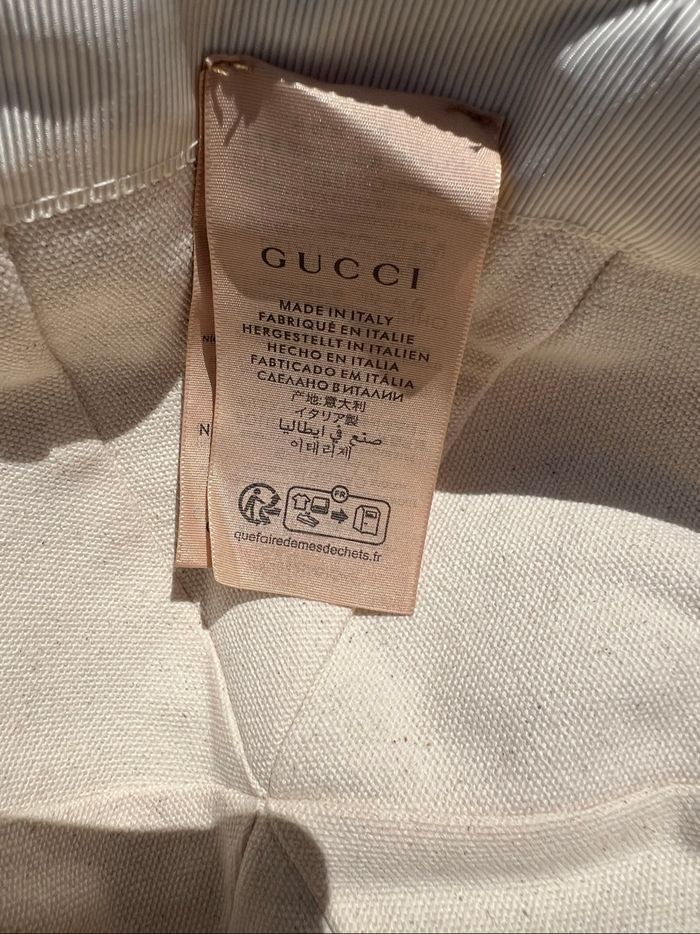 GUCCI
MADE IN ITALY
FABRIQUÉ EN ITALIE
HERGESTELLT IN ITALIEN
HECHO EN ITALIA
FABTICADO EM ITÁLIA
СДЕЛАНО В ИТАЛИИ
产地:意大利
イタリア製
صنع في ايطاليا
이태리제
FR
quefairedemesdechets.fr